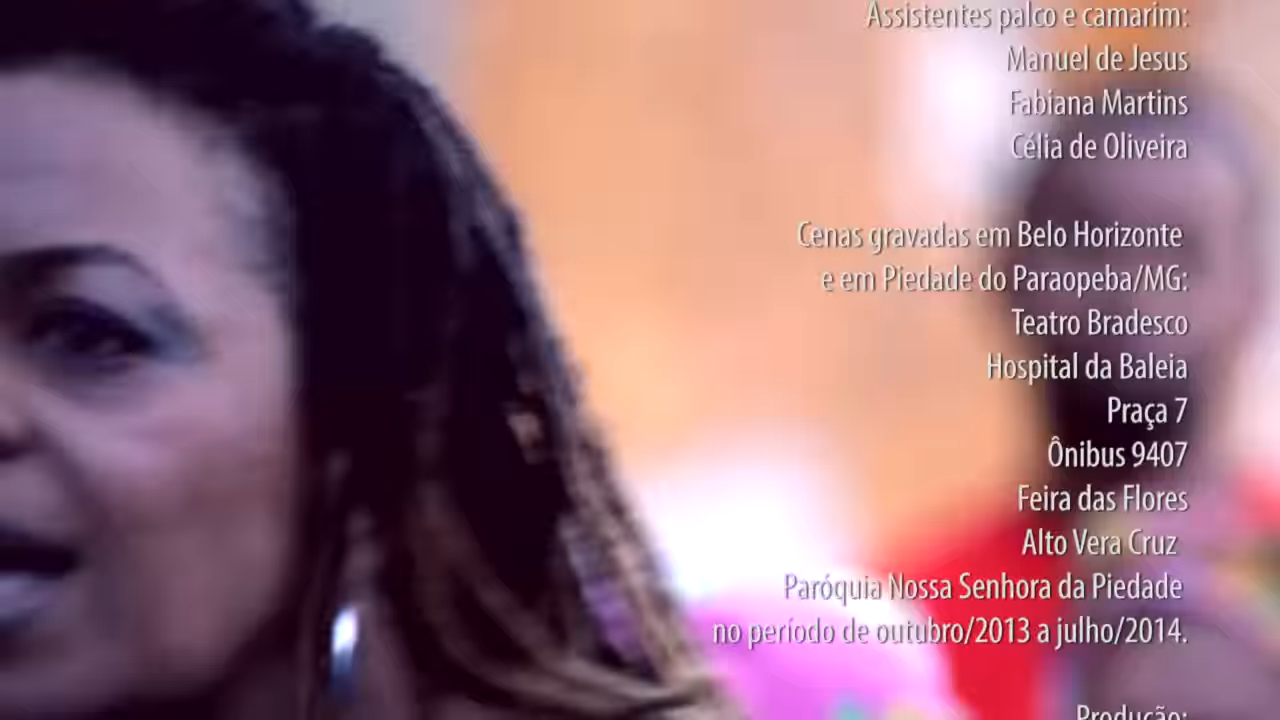 Assistentes palco e camarim:
Manuel de Jesus
Fabiana Martins
Célia de Oliveira
Cenas gravadas em Belo Horizonte
e em Piedade do Paraopeba/MG:
Teatro Bradesco
Hospital da Baleia
Praça 7
Ônibus 9407
Feira das Flores
Alto Vera Cruz
Paróquia Nossa Senhora da Piedade
no período de outubro/2013 a julho/2014.
Produção: